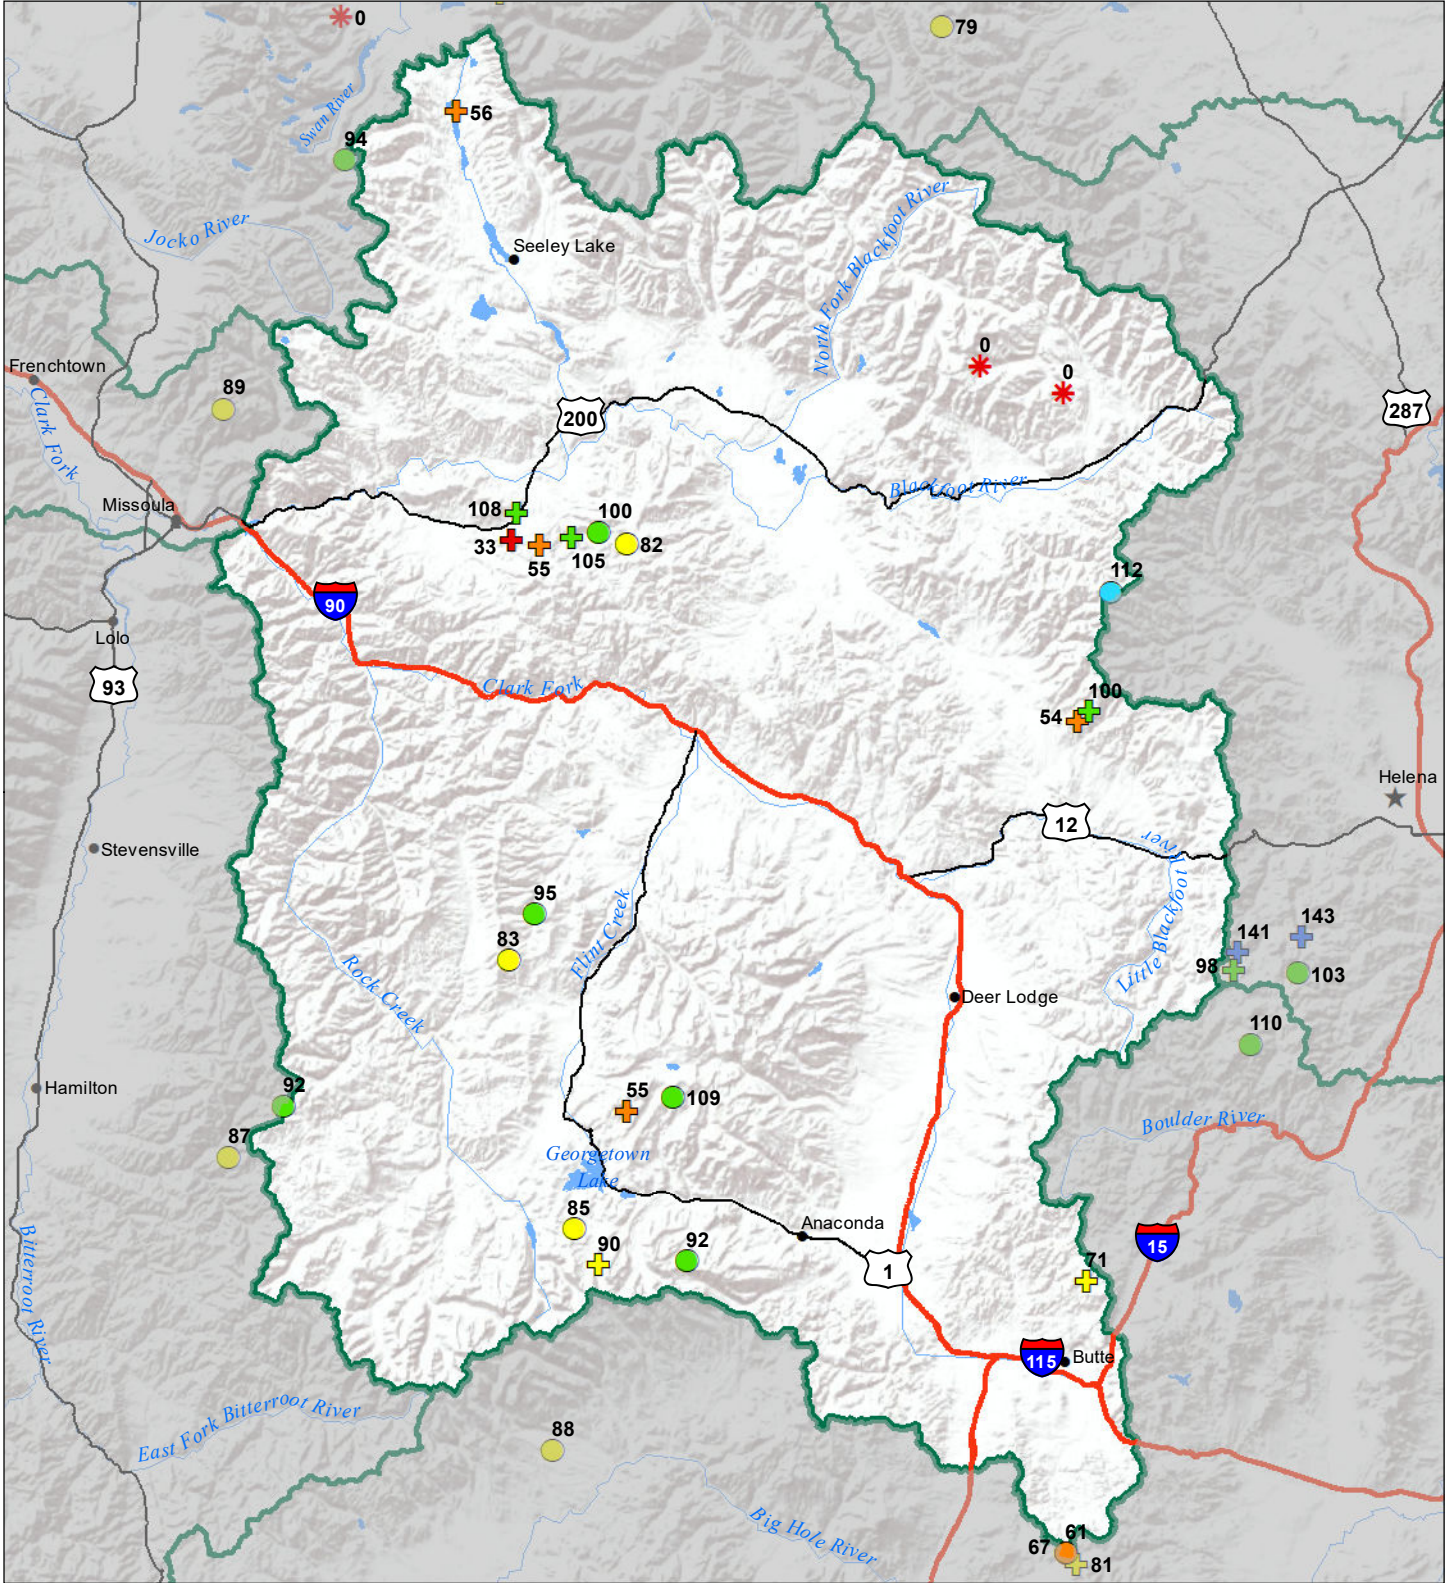 0
79
56
94
Swan River
Jocko River
North Fork Blackfoot River
Seeley Lake
0
0
Frenchtown
89
200
287
Clark Fork
Blackfoot River
Missoula
108
100
33
55
105
82
112
90
Lolo
93
Clark Fork
100
54
Helena
12
Little Blackfoot River
Stevensville
95
83
Flint Creek
141
143
98
103
Rock Creek
Deer Lodge
110
Hamilton
92
55
109
Boulder River
87
Georgetown
Lake
85
90
92
Anaconda
1
15
71
Bitterroot River
115
Butte
East Fork Bitterroot River
88
Big Hole River
67
61
81